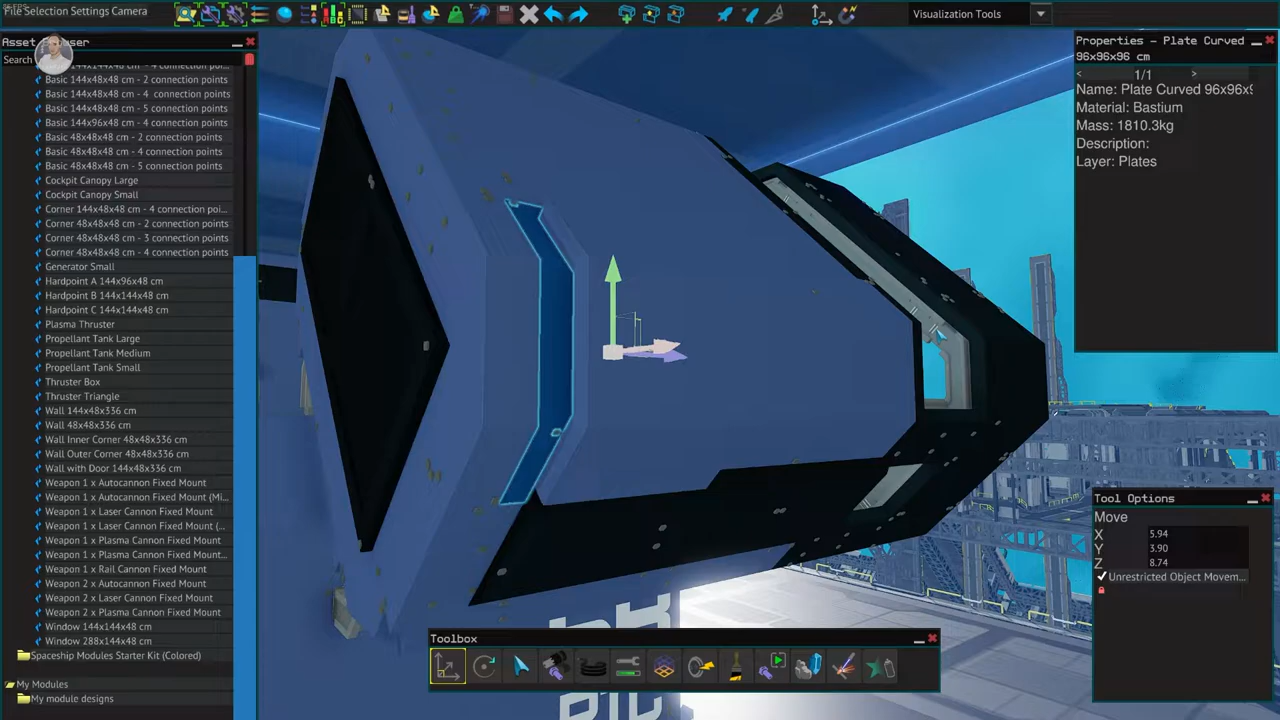 File Selection Settings Camera
Visualization Tools
Asset
Search
Basic 144x48x48 cm - 2 connection points
Basic 144x48x48 cm - 4 connection points
Basic 144x48x48 cm - 5 connection points
Basic 144x96x48 cm - 4 connection points
Basic 48x48x48 cm - 2 connection points
Basic 48x48x48 cm - 4 connection points
Basic 48x48x48 cm - 5 connection points
Cockpit Canopy Large
Cockpit Canopy Small
Corner 144x48x48 cm - 4 connection poi...
Corner 48x48x48 cm - 2 connection points
Corner 48x48x48 cm - 3 connection points
Corner 48x48x48 cm - 4 connection points
Generator Small
Hardpoint A 144x96x48 cm
Hardpoint B 144x144x48 cm
Hardpoint C 144x144x48 cm
Plasma Thruster
Propellant Tank Large
Propellant Tank Medium
Propellant Tank Small
Thruster Box
Thruster Triangle
Wall 144x48x336 cm
Wall 48x48x336 cm
Wall Inner Corner 48x48x336 cm
Wall Outer Corner 48x48x336 cm
Wall with Door 144x48x336 cm
Weapon 1 x Autocannon Fixed Mount
Weapon 1 x Autocannon Fixed Mount (Mi...
Weapon 1 x Laser Cannon Fixed Mount
Weapon 1 x Laser Cannon Fixed Mount (...
Weapon 1 x Plasma Cannon Fixed Mount
Weapon 1 x Plasma Cannon Fixed Mount...
Weapon 1 x Rail Cannon Fixed Mount
Weapon 2 x Autocannon Fixed Mount
Weapon 2 x Laser Cannon Fixed Mount
Weapon 2 x Plasma Cannon Fixed Mount
Window 144x144x48 cm
Window 288x144x48 cm
Spaceship Modules Starter Kit (Colored)
My Modules
My module designs
Properties - Plate Curved
96x96x96 cm
< 1/1 >
Name: Plate Curved 96x96x9
Material: Bastium
Mass: 1810.3kg
Description:
Layer: Plates
Tool Options
Move
X 5.94
Y 3.90
Z 8.74
Unrestricted Object Movem...
Toolbox